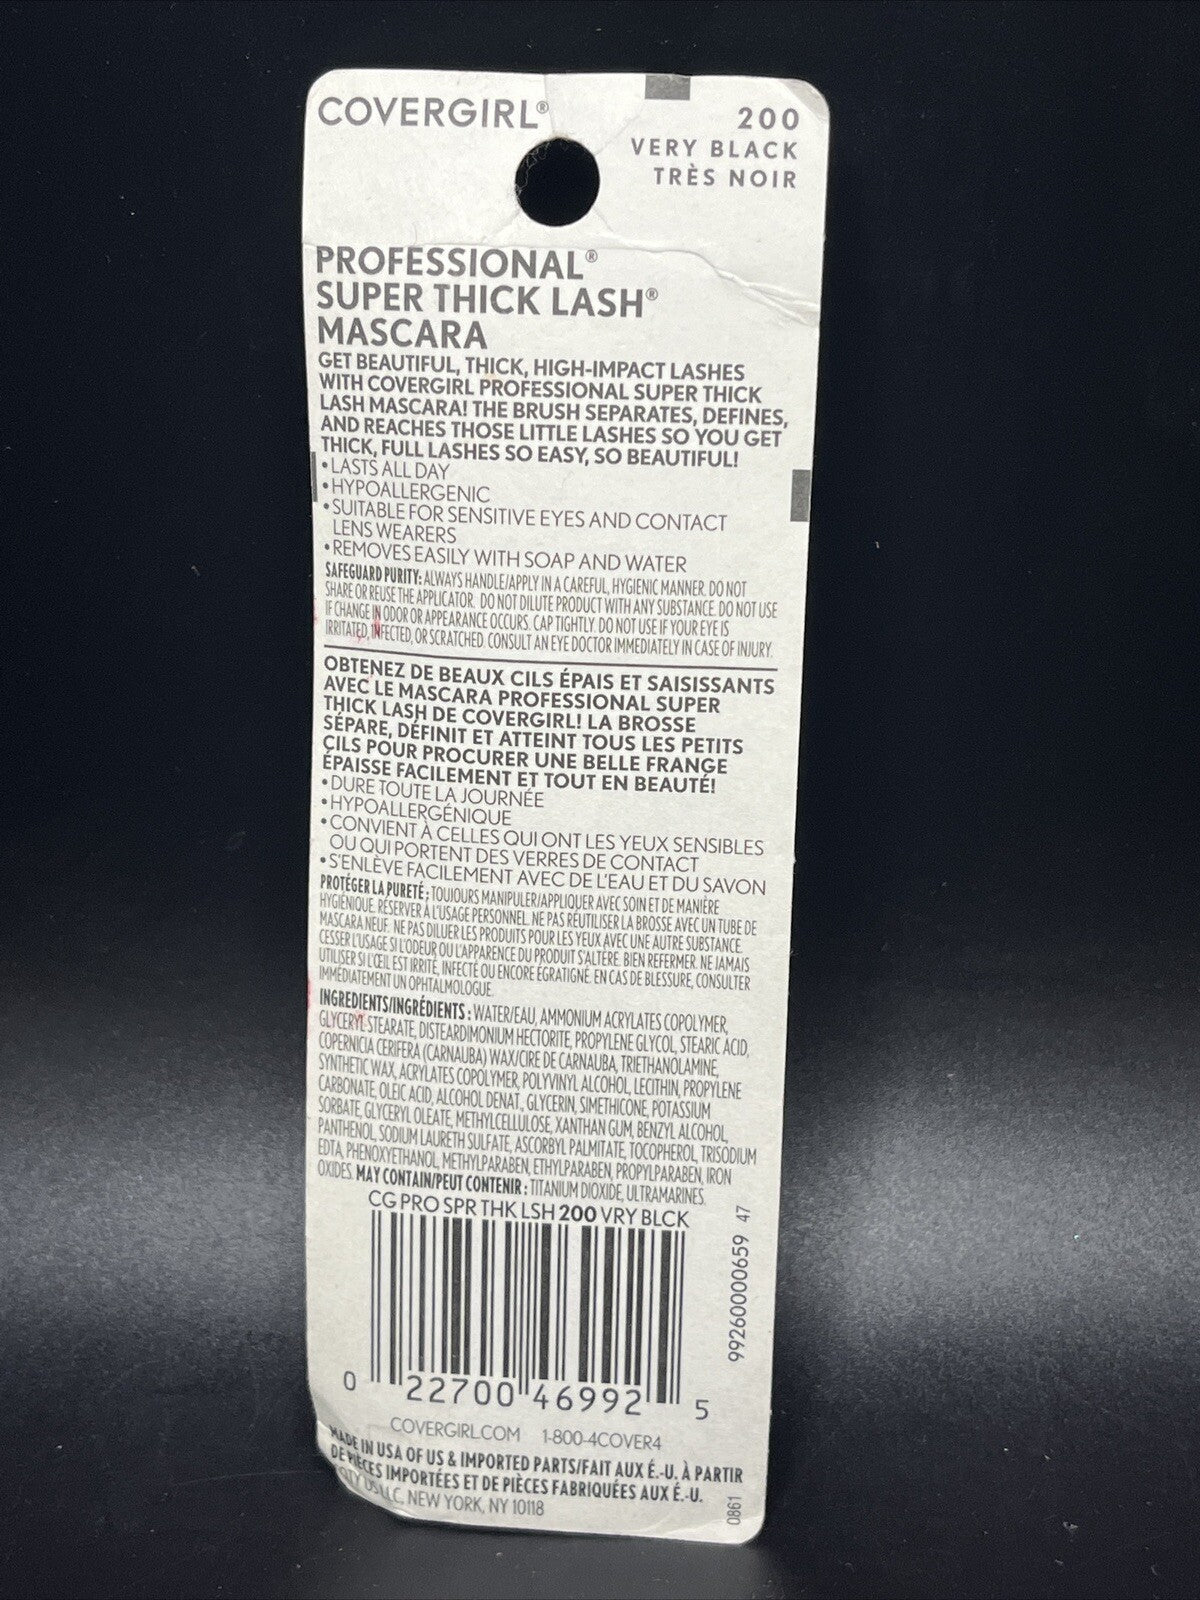 COVERGIRL®
200
VERY BLACK
TRÈS NOIR
PROFESSIONAL®
SUPER THICK LASH®
MASCARA
GET BEAUTIFUL, THICK, HIGH-IMPACT LASHES
WITH COVERGIRL PROFESSIONAL SUPER THICK
LASH MASCARA! THE BRUSH SEPARATES, DEFINES,
AND REACHES THOSE LITTLE LASHES SO YOU GET
THICK, FULL LASHES SO EASY, SO BEAUTIFUL!
•LASTS ALL DAY
•HYPOALLERGENIC
•SUITABLE FOR SENSITIVE EYES AND CONTACT
LENS WEARERS
•REMOVES EASILY WITH SOAP AND WATER
SAFEGUARD PURITY: ALWAYS HANDLE/APPLY IN A CAREFUL, HYGIENIC MANNER. DO NOT
SHARE OR REUSE THE APPLICATOR. DO NOT DILUTE PRODUCT WITH ANY SUBSTANCE. DO NOT USE
IF CHANGE IN ODOR OR APPEARANCE OCCURS. CAP TIGHTLY. DO NOT USE IF YOUR EYE IS
IRRITATED, INFECTED, OR SCRATCHED. CONSULT AN EYE DOCTOR IMMEDIATELY IN CASE OF INJURY.
OBTENEZ DE BEAUX CILS ÉPAIS ET SAISISSANTS
AVEC LE MASCARA PROFESSIONAL SUPER
THICK LASH DE COVERGIRL! LA BROSSE
SÉPARE, DÉFINIT ET ATTEINT TOUS LES PETITS
CILS POUR PROCURER UNE BELLE FRANGE
ÉPAISSE FACILEMENT ET TOUT EN BEAUTÉ!
•DURE TOUTE LA JOURNÉE
•HYPOALLERGÉNIQUE
•CONVIENT À CELLES QUI ONT LES YEUX SENSIBLES
OU QUI PORTENT DES VERRES DE CONTACT
•S'ENLÈVE FACILEMENT AVEC DE L'EAU ET DU SAVON
PROTÉGER LA PURETÉ : TOUJOURS MANIPULER/APPLIQUER AVEC SOIN ET DE MANIÈRE
HYGIÉNIQUE. RÉSERVER À L'USAGE PERSONNEL. NE PAS RÉUTILISER LA BROSSE AVEC UN TUBE DE
MASCARA NEUF. NE PAS DILUER LES PRODUITS POUR LES YEUX AVEC UNE AUTRE SUBSTANCE.
CESSER L'USAGE SI L'ODEUR OU L'APPARENCE DU PRODUIT S'ALTÈRE. BIEN REFERMER. NE JAMAIS
UTILISER SI L'ŒIL EST IRRITÉ, INFECTÉ OU ENCORE ÉGRATIGNÉ. EN CAS DE BLESSURE, CONSULTER
IMMÉDIATEMENT UN OPHTALMOLOGUE.
INGREDIENTS/INGRÉDIENTS : WATER/EAU, AMMONIUM ACRYLATES COPOLYMER,
GLYCERYL STEARATE, DISTEARDIMONIUM HECTORITE, PROPYLENE GLYCOL, STEARIC ACID,
COPERNICIA CERIFERA (CARNAUBA) WAX/CIRE DE CARNAUBA, TRIETHANOLAMINE,
SYNTHETIC WAX, ACRYLATES COPOLYMER, POLYVINYL ALCOHOL, LECITHIN, PROPYLENE
CARBONATE, OLEIC ACID, ALCOHOL DENAT., GLYCERIN, SIMETHICONE, POTASSIUM
SORBATE, GLYCERYL OLEATE, METHYLCELLULOSE, XANTHAN GUM, BENZYL ALCOHOL,
PANTHENOL, SODIUM LAURETH SULFATE, ASCORBYL PALMITATE, TOCOPHEROL, TRISODIUM
EDTA, PHENOXYETHANOL, METHYLPARABEN, ETHYLPARABEN, PROPYLPARABEN, IRON
OXIDES. MAY CONTAIN/PEUT CONTENIR : TITANIUM DIOXIDE, ULTRAMARINES.
CG PRO SPR THK LSH 200 VRY BLCK
99260000659 47
0 22700 46992 5
COVERGIRL.COM 1-800-4COVER4
MADE IN USA OF US & IMPORTED PARTS/FAIT AUX É.-U. À PARTIR
DE PIÈCES IMPORTÉES ET DE PIÈCES FABRIQUÉES AUX É.-U.
COTY US LLC. NEW YORK, NY 10118
0861